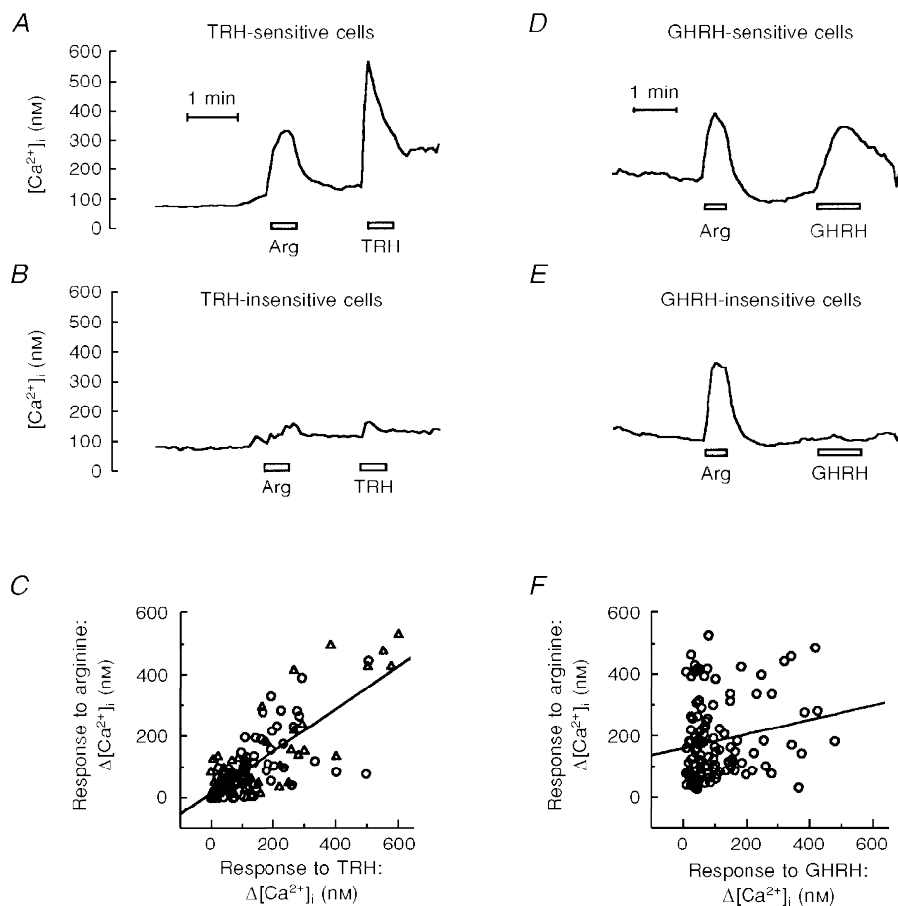 A
TRH-sensitive cells
600
500
400
300
200
100
0
[Ca²⁺]ᵢ (nM)
1 min
Arg
TRH
B
TRH-insensitive cells
600
500
400
300
200
100
0
[Ca²⁺]ᵢ (nM)
Arg
TRH
C
600
400
200
0
Response to arginine:
Δ[Ca²⁺]ᵢ (nM)
0 200 400 600
Response to TRH:
Δ[Ca²⁺]ᵢ (nM)
D
GHRH-sensitive cells
1 min
Arg
GHRH
E
GHRH-insensitive cells
Arg
GHRH
F
600
400
200
0
Response to arginine:
Δ[Ca²⁺]ᵢ (nM)
0 200 400 600
Response to GHRH:
Δ[Ca²⁺]ᵢ (nM)